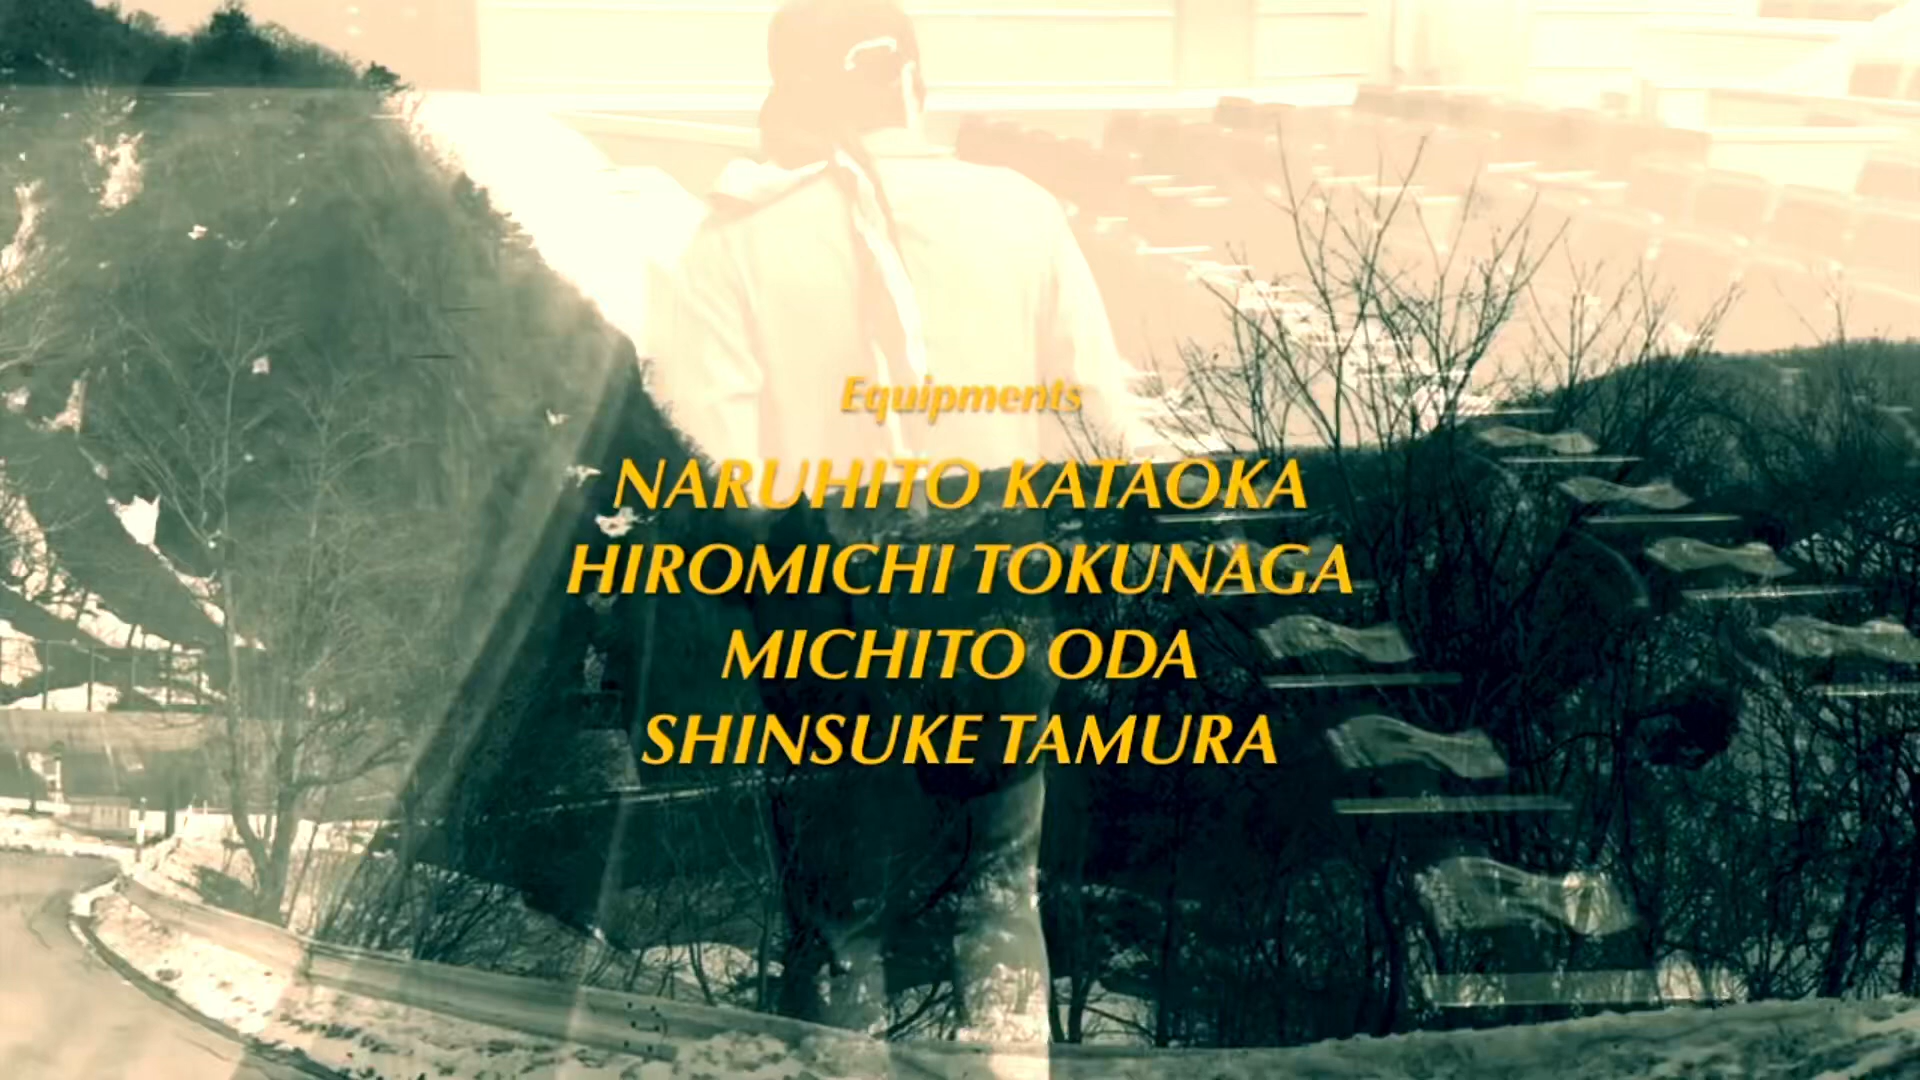 Equipments
NARUHITO KATAOKA
HIROMICHI TOKUNAGA
MICHITO ODA
SHINSUKE TAMURA